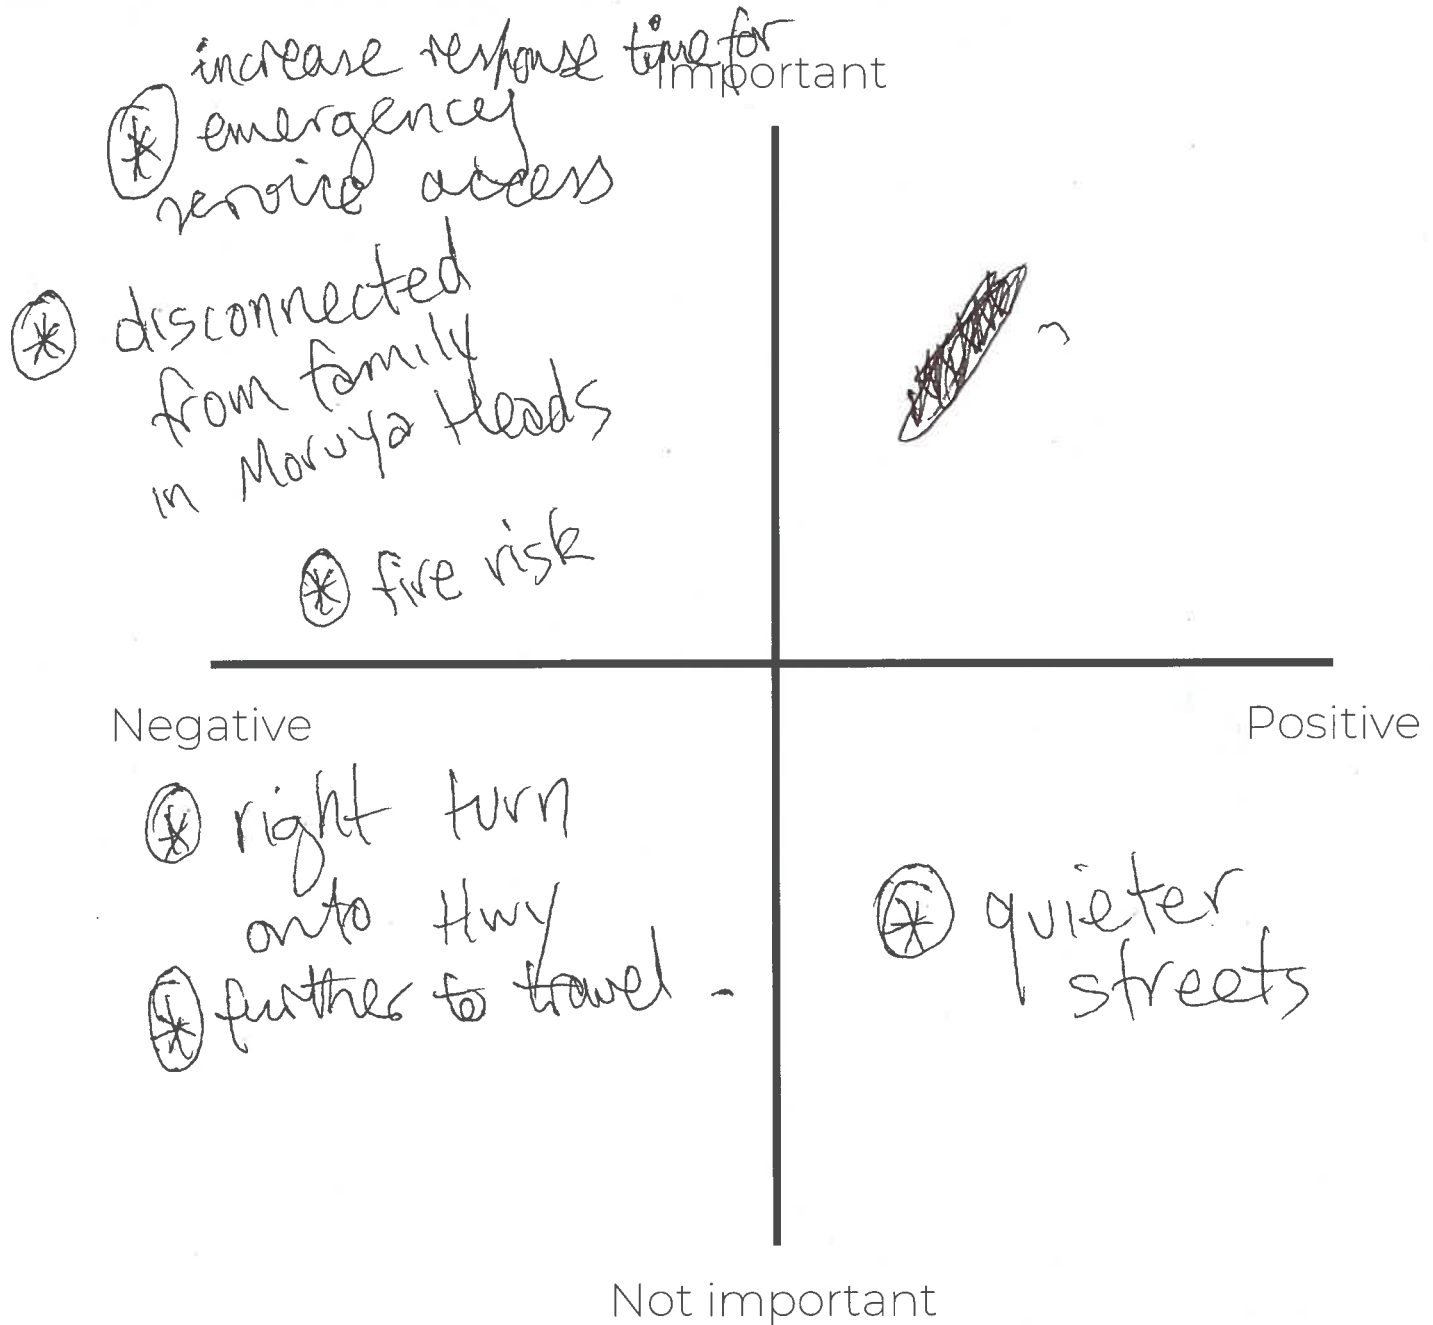 increase response time for
Important
emergency
service access
disconnected
from family
in Moruya Heads
fire risk
Negative
Positive
right turn
onto Hwy
further to travel -
quieter
streets
Not important